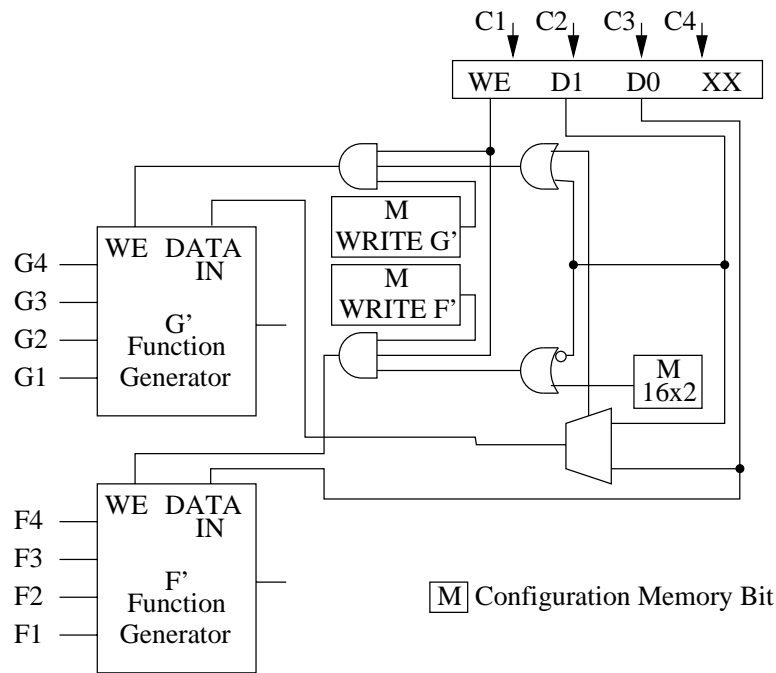 C1 C2 C3 C4
WE D1 D0 XX
M
WRITE G'
M
WRITE F'
WE DATA
IN
G4
G3
G2
G1
G'
Function
Generator
M
16x2
WE DATA
IN
F4
F3
F2
F1
F'
Function
Generator
M Configuration Memory Bit